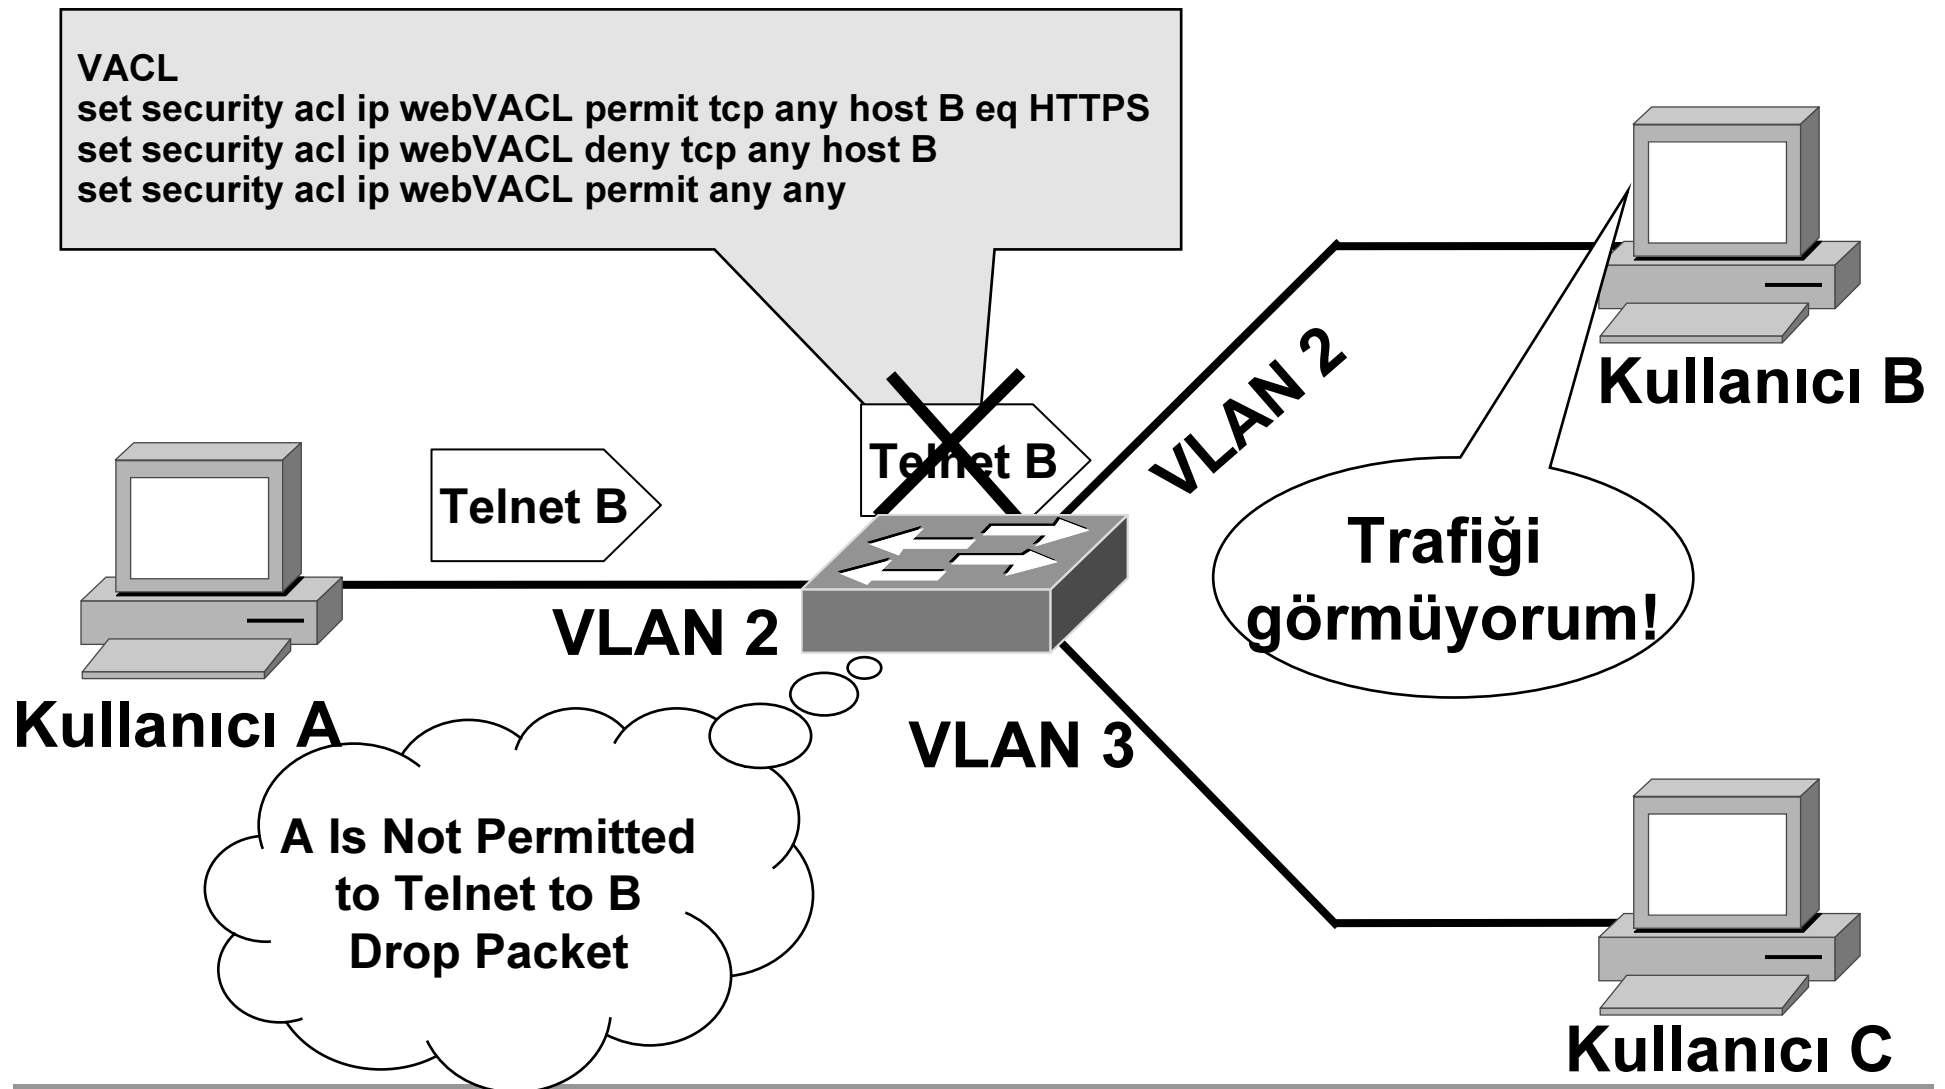 VACL
set security acl ip webVACL permit tcp any host B eq HTTPS
set security acl ip webVACL deny tcp any host B
set security acl ip webVACL permit any any
VLAN 2
Kullanıcı B
Telnet B
Telnet B
Trafiği
görmüyorum!
VLAN 2
Kullanıcı A
VLAN 3
A Is Not Permitted
to Telnet to B
Drop Packet
Kullanıcı C